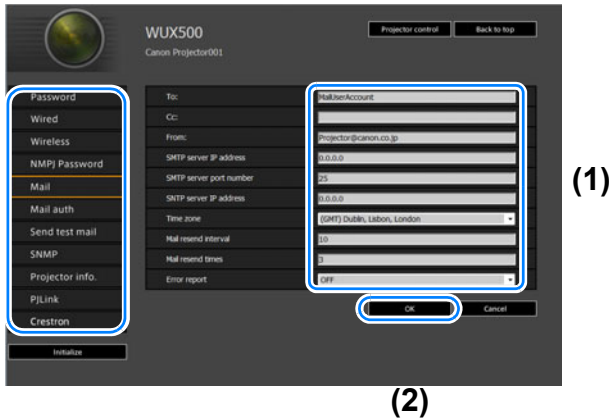 WUX500
Projector control
Back to top
Canon Projector001
Password
Wired
Wireless
NMPJ Password
Mail
Mail auth
Send test mail
SNMP
Projector info.
PJLink
Crestron
Initialize
To: MailUserAccount
Cc:
From: Projector@canon.co.jp
SMTP server IP address 0.0.0.0
SMTP server port number 25
SNTP server IP address 0.0.0.0
Time zone (GMT) Dublin, Lisbon, London
Mail resend interval 10
Mail resend times 3
Error report OFF
OK
Cancel
(1)
(2)